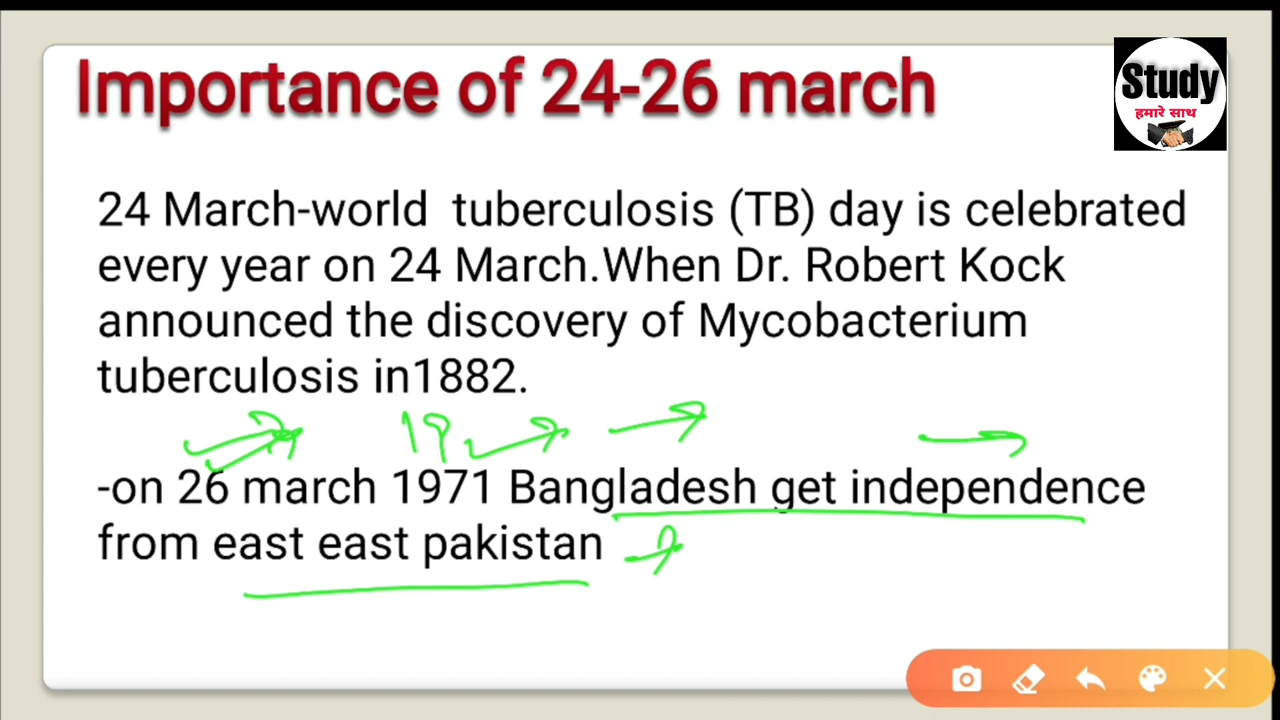 Importance of 24-26 march
Study
हमारे साथ
24 March-world tuberculosis (TB) day is celebrated
every year on 24 March.When Dr. Robert Kock
announced the discovery of Mycobacterium
tuberculosis in1882.
19
-on 26 march 1971 Bangladesh get independence
from east east pakistan